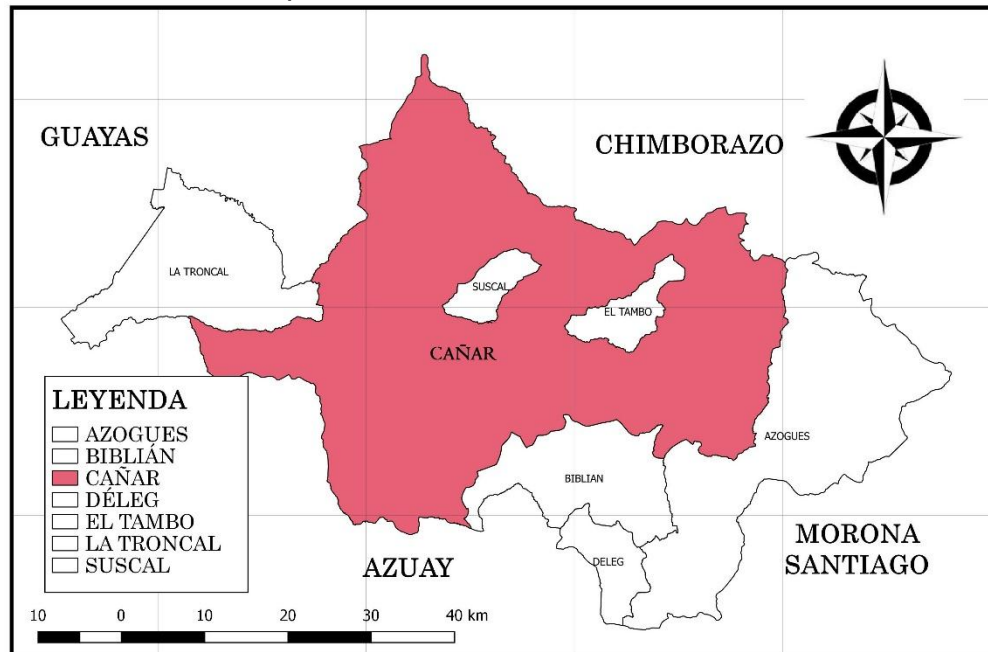 GUAYAS
CHIMBORAZO
LA TRONCAL
SUSCAL
EL TAMBO
CAÑAR
AZOGUES
BIBLIAN
DELEG
MORONA
SANTIAGO
AZUAY
LEYENDA
AZOGUES
BIBLIÁN
CAÑAR
DÉLEG
EL TAMBO
LA TRONCAL
SUSCAL
10 0 10 20 30 40 km